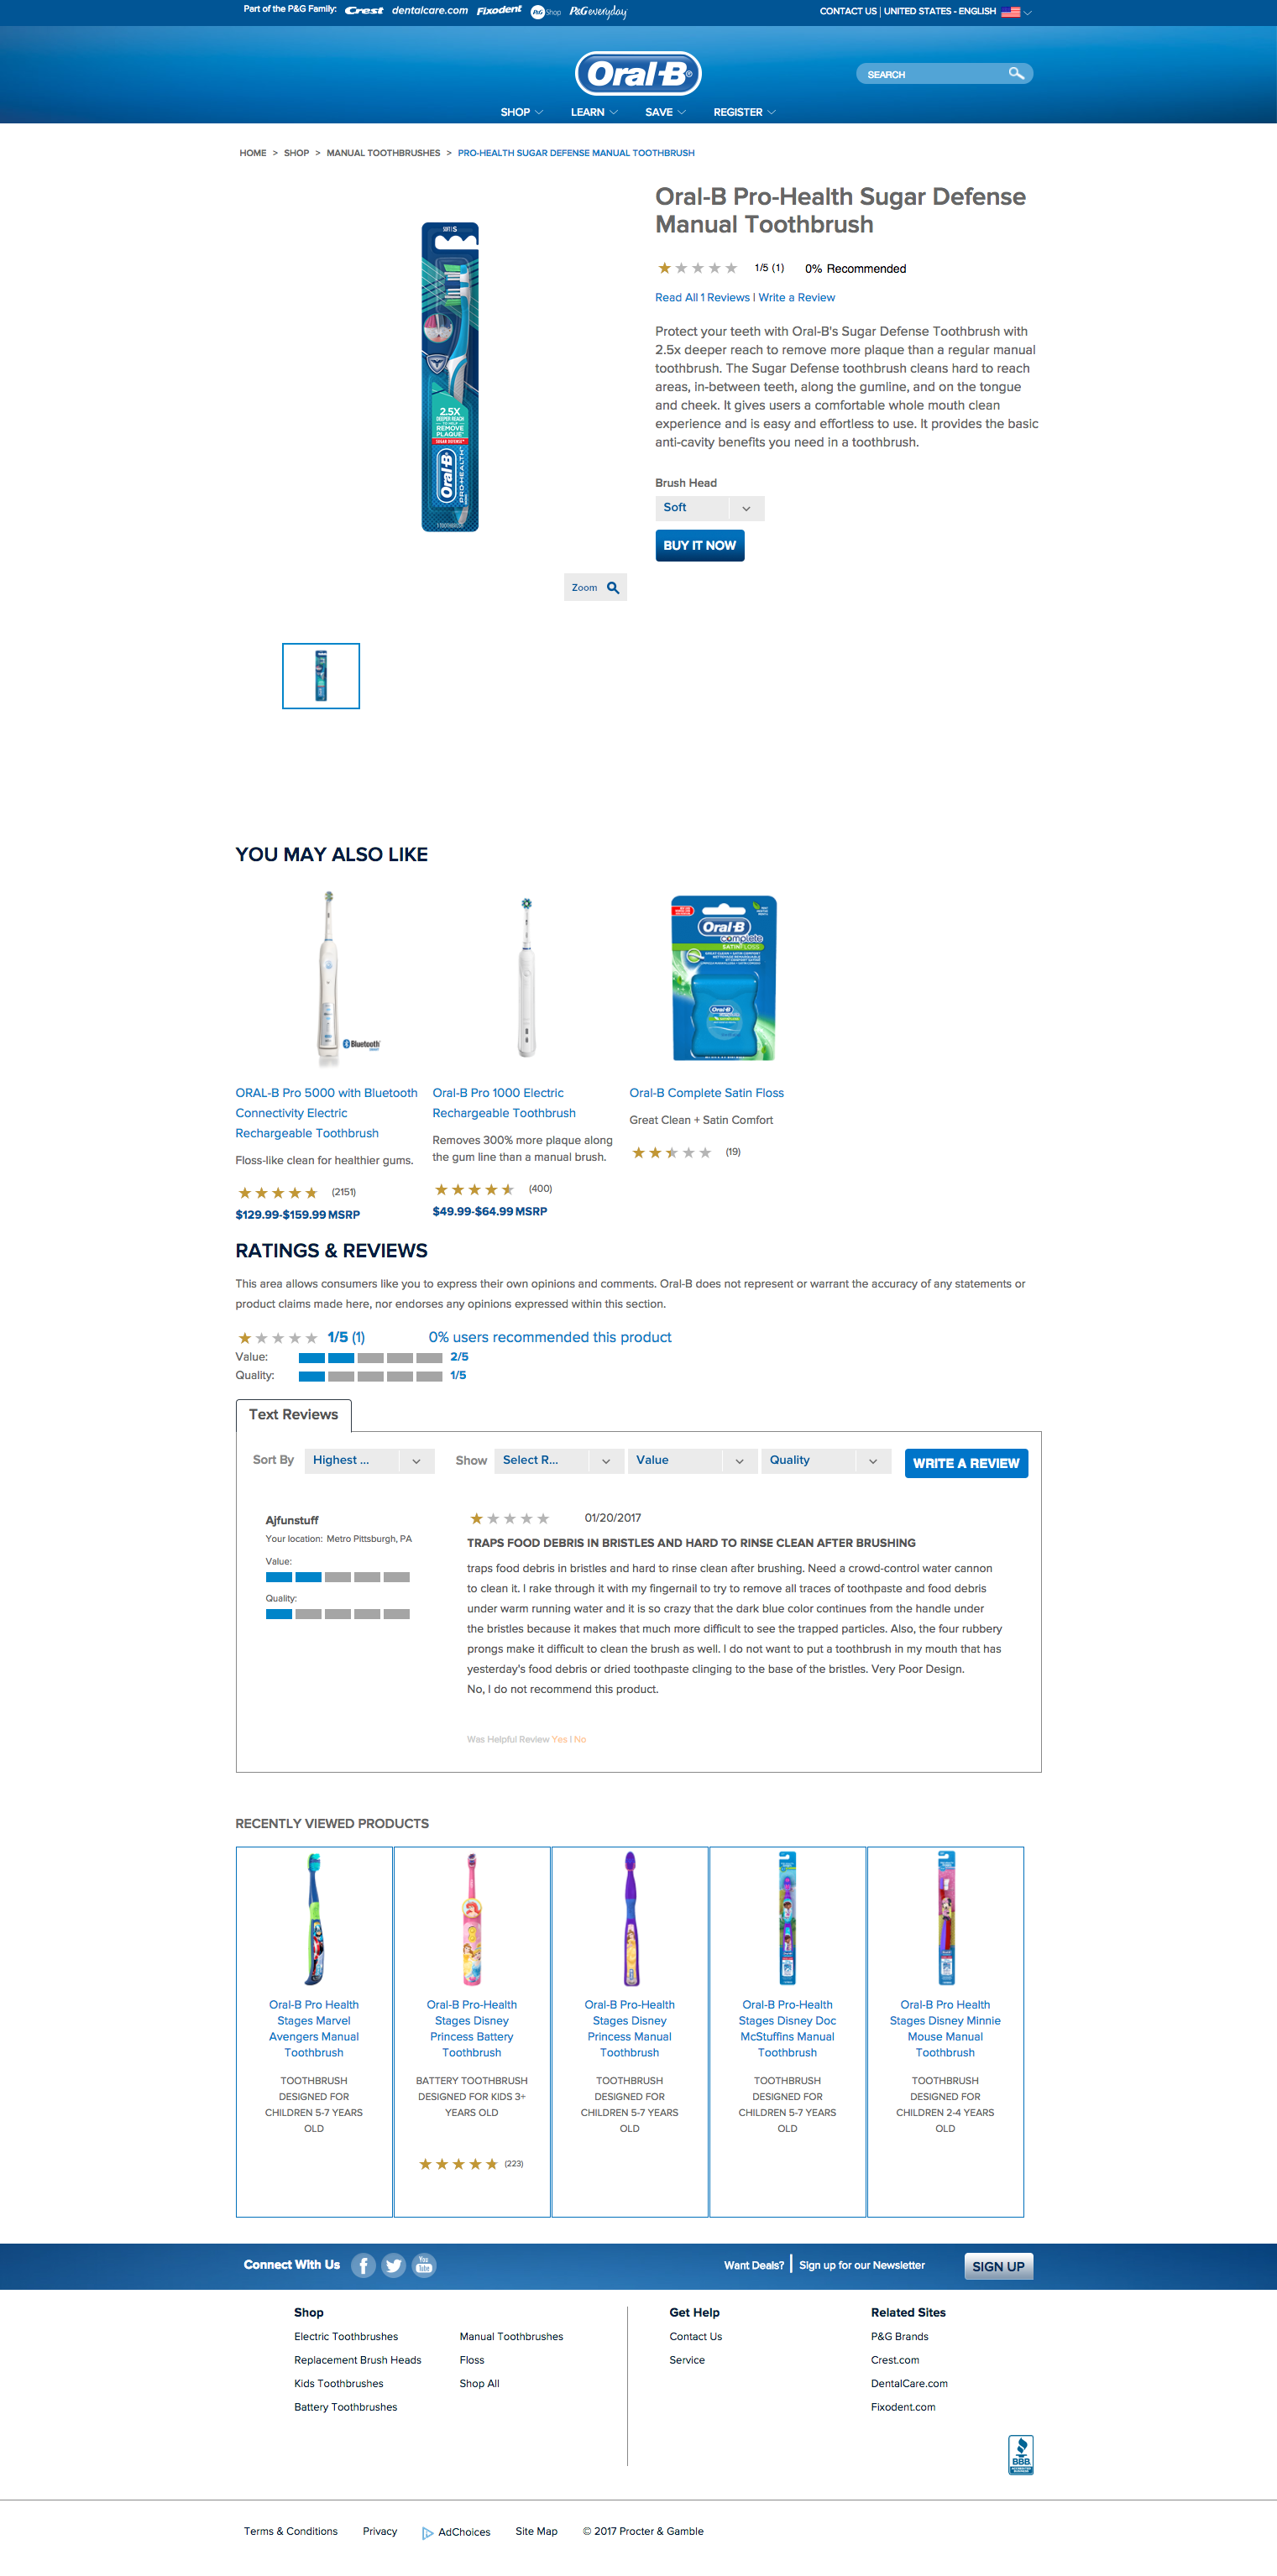 Part of the P&G Family: Crest dentalcare.com Fixodent P&G Shop P&Geveryday
CONTACT US | UNITED STATES - ENGLISH
Oral-B
SEARCH
SHOP LEARN SAVE REGISTER
HOME > SHOP > MANUAL TOOTHBRUSHES > PRO-HEALTH SUGAR DEFENSE MANUAL TOOTHBRUSH
Oral-B Pro-Health Sugar Defense
Manual Toothbrush
1/5 (1) 0% Recommended
Read All 1 Reviews | Write a Review
Protect your teeth with Oral-B's Sugar Defense Toothbrush with
2.5x deeper reach to remove more plaque than a regular manual
toothbrush. The Sugar Defense toothbrush cleans hard to reach
areas, in-between teeth, along the gumline, and on the tongue
and cheek. It gives users a comfortable whole mouth clean
experience and is easy and effortless to use. It provides the basic
anti-cavity benefits you need in a toothbrush.
Brush Head
Soft
BUY IT NOW
2.5X
DEEPER REACH
TO HELP
REMOVE
PLAQUE
SUGAR DEFENSE
Oral-B
PRO-HEALTH
Zoom
YOU MAY ALSO LIKE
Bluetooth
Oral-B
complete
SATINFLOSS
Oral-B
ORAL-B Pro 5000 with Bluetooth
Connectivity Electric
Rechargeable Toothbrush
Floss-like clean for healthier gums.
(2151)
$129.99-$159.99 MSRP
Oral-B Pro 1000 Electric
Rechargeable Toothbrush
Removes 300% more plaque along
the gum line than a manual brush.
(400)
$49.99-$64.99 MSRP
Oral-B Complete Satin Floss
Great Clean + Satin Comfort
(19)
RATINGS & REVIEWS
This area allows consumers like you to express their own opinions and comments. Oral-B does not represent or warrant the accuracy of any statements or
product claims made here, nor endorses any opinions expressed within this section.
1/5 (1) 0% users recommended this product
Value: 2/5
Quality: 1/5
Text Reviews
Sort By Highest ... Show Select R... Value Quality WRITE A REVIEW
Ajfunstuff
Your location: Metro Pittsburgh, PA
Value:
Quality:
01/20/2017
TRAPS FOOD DEBRIS IN BRISTLES AND HARD TO RINSE CLEAN AFTER BRUSHING
traps food debris in bristles and hard to rinse clean after brushing. Need a crowd-control water cannon
to clean it. I rake through it with my fingernail to try to remove all traces of toothpaste and food debris
under warm running water and it is so crazy that the dark blue color continues from the handle under
the bristles because it makes that much more difficult to see the trapped particles. Also, the four rubbery
prongs make it difficult to clean the brush as well. I do not want to put a toothbrush in my mouth that has
yesterday's food debris or dried toothpaste clinging to the base of the bristles. Very Poor Design.
No, I do not recommend this product.
Was Helpful Review Yes | No
RECENTLY VIEWED PRODUCTS
Oral-B Pro Health
Stages Marvel
Avengers Manual
Toothbrush
TOOTHBRUSH
DESIGNED FOR
CHILDREN 5-7 YEARS
OLD
Oral-B Pro-Health
Stages Disney
Princess Battery
Toothbrush
BATTERY TOOTHBRUSH
DESIGNED FOR KIDS 3+
YEARS OLD
(223)
Oral-B Pro-Health
Stages Disney
Princess Manual
Toothbrush
TOOTHBRUSH
DESIGNED FOR
CHILDREN 5-7 YEARS
OLD
Oral-B Pro-Health
Stages Disney Doc
McStuffins Manual
Toothbrush
TOOTHBRUSH
DESIGNED FOR
CHILDREN 5-7 YEARS
OLD
Oral-B Pro Health
Stages Disney Minnie
Mouse Manual
Toothbrush
TOOTHBRUSH
DESIGNED FOR
CHILDREN 2-4 YEARS
OLD
Connect With Us
You Tube
Want Deals? | Sign up for our Newsletter
SIGN UP
Shop
Electric Toothbrushes
Replacement Brush Heads
Kids Toothbrushes
Battery Toothbrushes
Manual Toothbrushes
Floss
Shop All
Get Help
Contact Us
Service
Related Sites
P&G Brands
Crest.com
DentalCare.com
Fixodent.com
BBB
Terms & Conditions Privacy AdChoices Site Map © 2017 Procter & Gamble